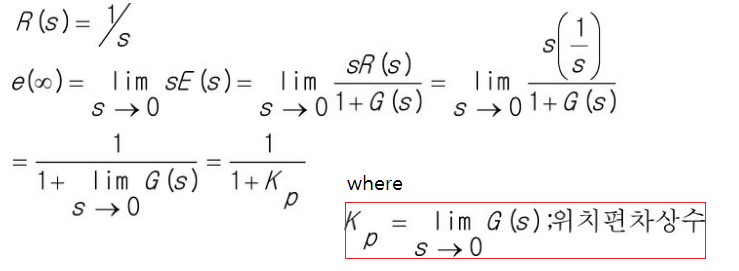 R(s)= 1/s
e(∞)= lim s→0 sE(s)= lim s→0 sR(s)/1+G(s) = lim s→0 s(1/s)/1+G(s)
= 1/1+ lim s→0 G(s) = 1/1+K_p
where
K_p = lim s→0 G(s);위치편차상수